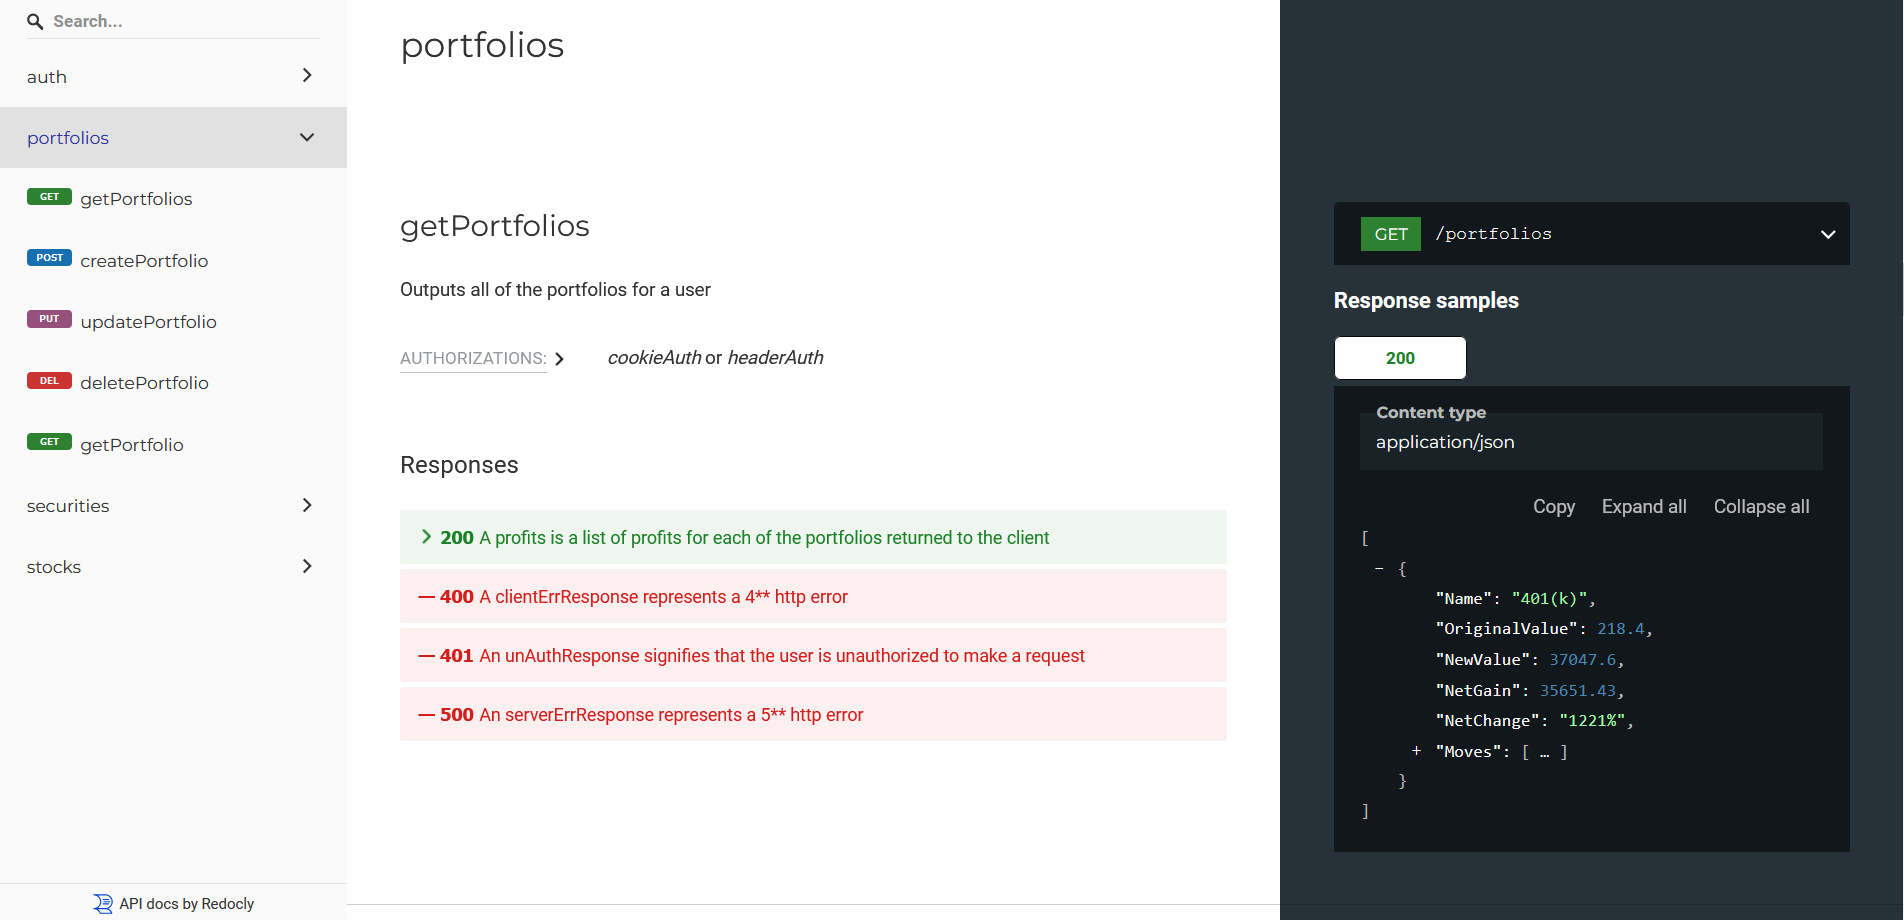 Search...
auth
portfolios
GET getPortfolios
POST createPortfolio
PUT updatePortfolio
DEL deletePortfolio
GET getPortfolio
securities
stocks
API docs by Redocly
portfolios
getPortfolios
Outputs all of the portfolios for a user
AUTHORIZATIONS: cookieAuth or headerAuth
Responses
200 A profits is a list of profits for each of the portfolios returned to the client
400 A clientErrResponse represents a 4** http error
401 An unAuthResponse signifies that the user is unauthorized to make a request
500 An serverErrResponse represents a 5** http error
GET /portfolios
Response samples
200
Content type
application/json
Copy Expand all Collapse all
[
- {
"Name": "401(k)",
"OriginalValue": 218.4,
"NewValue": 37047.6,
"NetGain": 35651.43,
"NetChange": "1221%",
+ "Moves": [ … ]
}
]